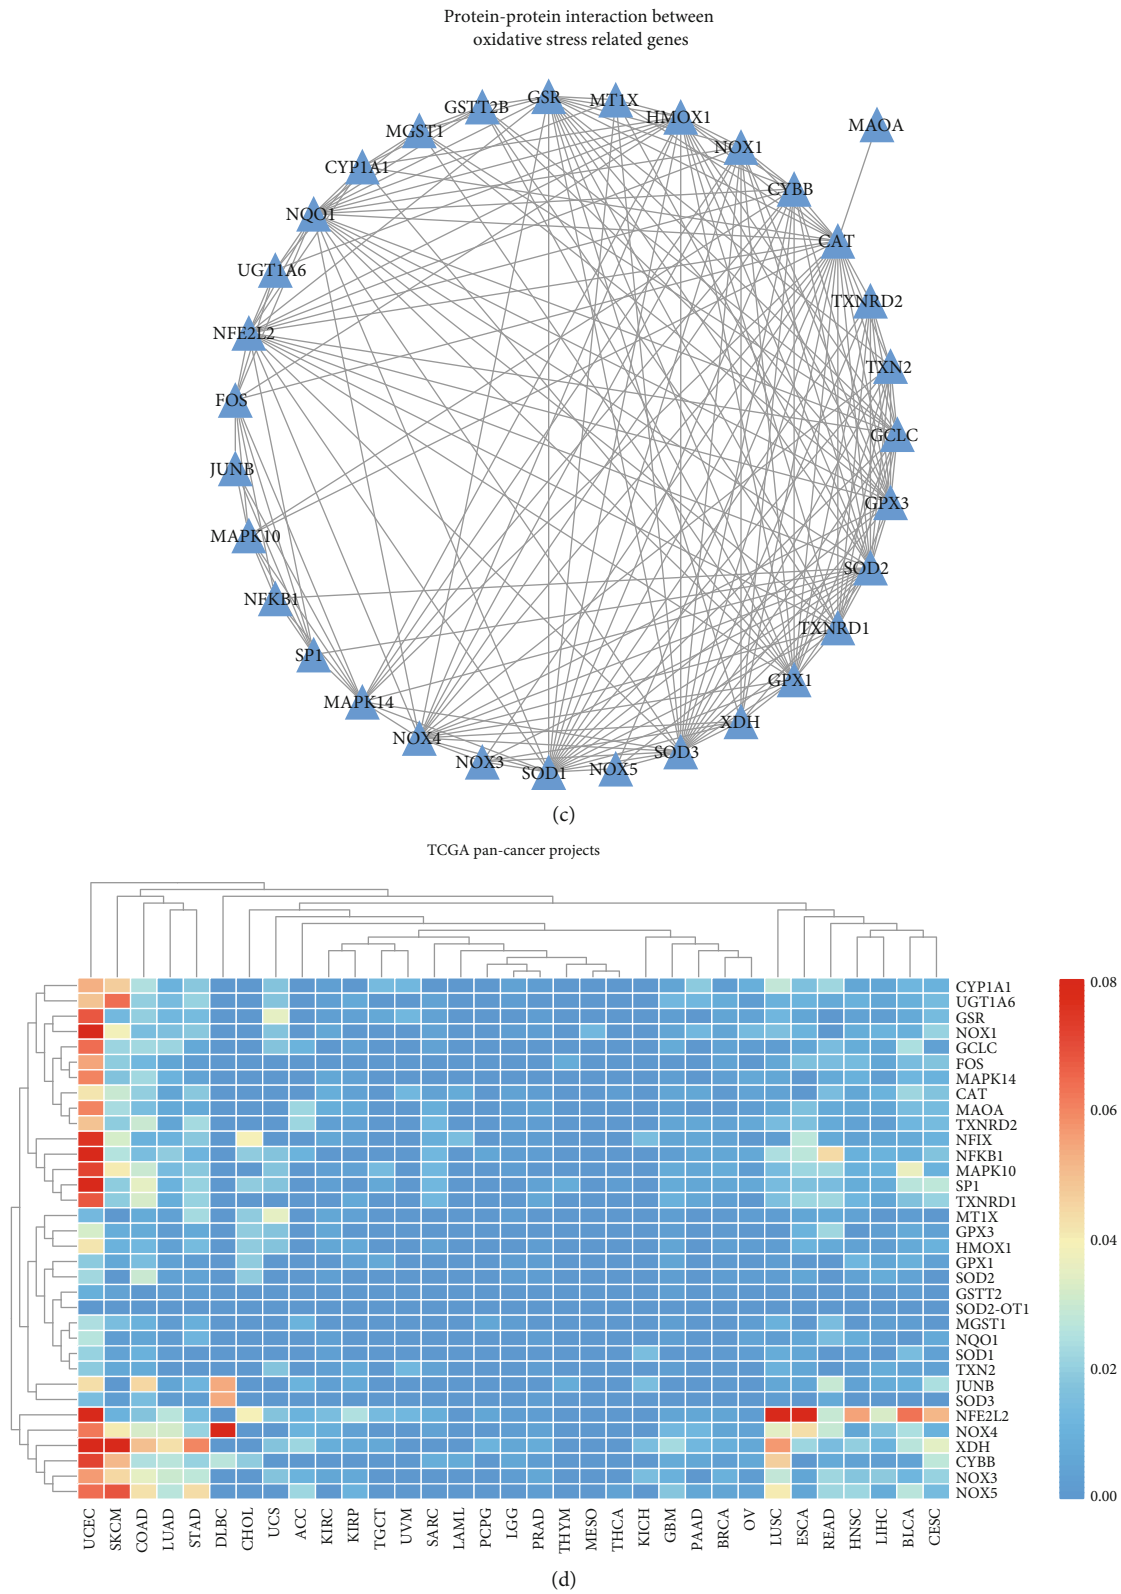 Protein-protein interaction between
oxidative stress related genes
GSR
MT1X
GSTT2B
HMOX1
MAOA
MGST1
NOX1
CYP1A1
CYBB
NQO1
CAT
UGT1A6
TXNRD2
NFE2L2
TXN2
FOS
GCLC
JUNB
GPX3
MAPK10
SOD2
NFKB1
TXNRD1
SP1
GPX1
MAPK14
XDH
NOX4
SOD3
NOX3
SOD1
NOX5
(c)
TCGA pan-cancer projects
CYP1A1
UGT1A6
GSR
NOX1
GCLC
FOS
MAPK14
CAT
MAOA
TXNRD2
NFIX
NFKB1
MAPK10
SP1
TXNRD1
MT1X
GPX3
HMOX1
GPX1
SOD2
GSTT2
SOD2-OT1
MGST1
NQO1
SOD1
TXN2
JUNB
SOD3
NFE2L2
NOX4
XDH
CYBB
NOX3
NOX5
0.08
0.06
0.04
0.02
0.00
UCEC
SKCM
COAD
LUAD
STAD
DLBC
CHOL
UCS
ACC
KIRC
KIRP
TGCT
UVM
SARC
LAML
PCPG
LGG
PRAD
THYM
MESO
THCA
KICH
GBM
PAAD
BRCA
OV
LUSC
ESCA
READ
HNSC
LIHC
BLCA
CESC
(d)